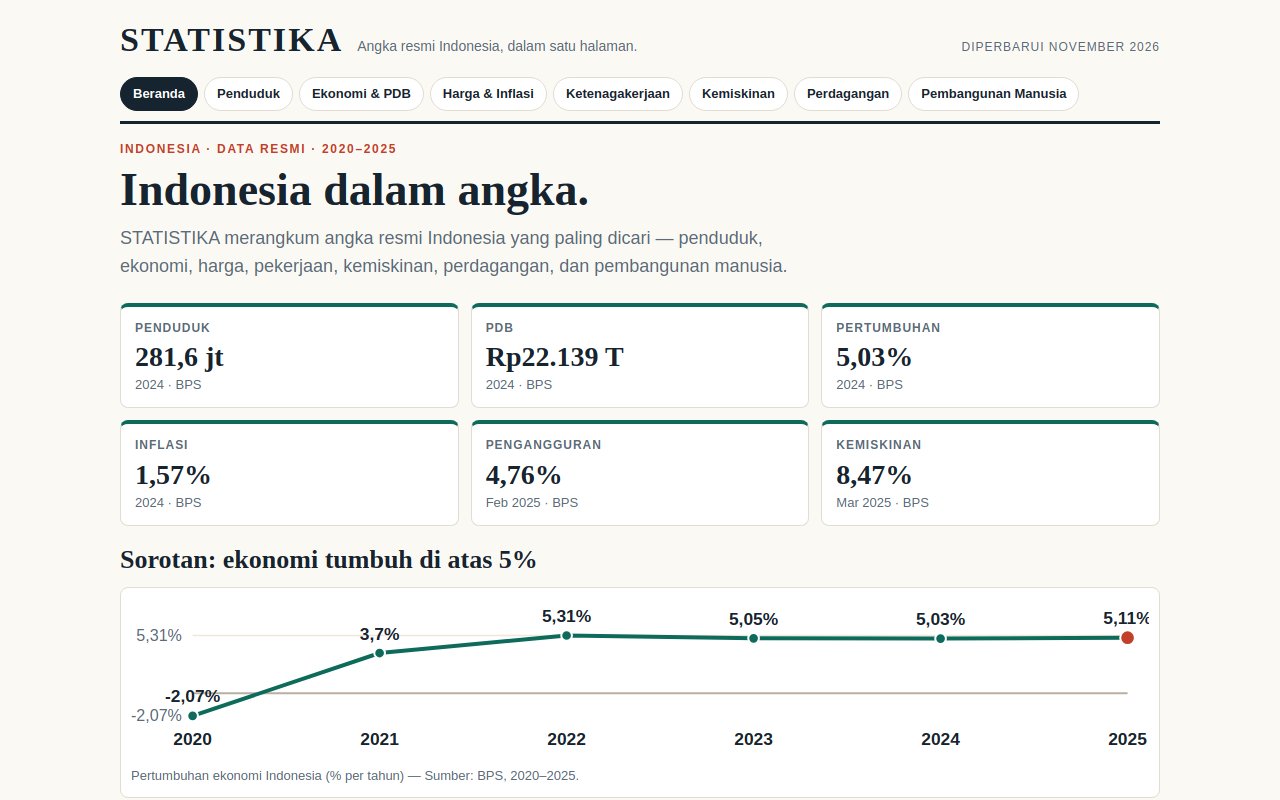 STATISTIKA Angka resmi Indonesia, dalam satu halaman. DIPERBARUI NOVEMBER 2026
Beranda Penduduk Ekonomi & PDB Harga & Inflasi Ketenagakerjaan Kemiskinan Perdagangan Pembangunan Manusia
INDONESIA · DATA RESMI · 2020–2025
Indonesia dalam angka.
STATISTIKA merangkum angka resmi Indonesia yang paling dicari — penduduk,
ekonomi, harga, pekerjaan, kemiskinan, perdagangan, dan pembangunan manusia.
PENDUDUK
281,6 jt
2024 · BPS
PDB
Rp22.139 T
2024 · BPS
PERTUMBUHAN
5,03%
2024 · BPS
INFLASI
1,57%
2024 · BPS
PENGANGGURAN
4,76%
Feb 2025 · BPS
KEMISKINAN
8,47%
Mar 2025 · BPS
Sorotan: ekonomi tumbuh di atas 5%
5,31%
-2,07%
-2,07%
3,7%
5,31%
5,05%
5,03%
5,11%
2020 2021 2022 2023 2024 2025
Pertumbuhan ekonomi Indonesia (% per tahun) — Sumber: BPS, 2020–2025.